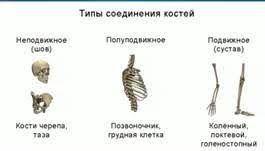 Типы соединения костей
Неподвижное
(шов)
Полуподвижное
Подвижное
(сустав)
Кости черепа,
таза
Позвоночник,
грудная клетка
Коленный,
локтевой,
голеностопный